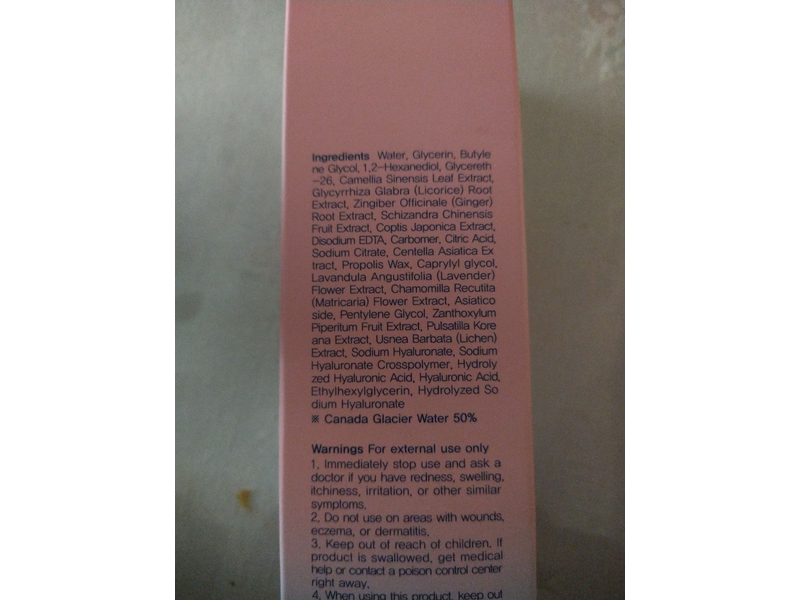 Ingredients Water, Glycerin, Butyle
ne Glycol, 1,2-Hexanediol, Glycereth
-26, Camellia Sinensis Leaf Extract,
Glycyrrhiza Glabra (Licorice) Root
Extract, Zingiber Officinale (Ginger)
Root Extract, Schizandra Chinensis
Fruit Extract, Coptis Japonica Extract,
Disodium EDTA, Carbomer, Citric Acid,
Sodium Citrate, Centella Asiatica Ex
tract, Propolis Wax, Caprylyl glycol,
Lavandula Angustifolia (Lavender)
Flower Extract, Chamomilla Recutita
(Matricaria) Flower Extract, Asiatico
side, Pentylene Glycol, Zanthoxylum
Piperitum Fruit Extract, Pulsatilla Kore
ana Extract, Usnea Barbata (Lichen)
Extract, Sodium Hyaluronate, Sodium
Hyaluronate Crosspolymer, Hydroly
zed Hyaluronic Acid, Hyaluronic Acid,
Ethylhexylglycerin, Hydrolyzed So
dium Hyaluronate
※ Canada Glacier Water 50%
Warnings For external use only
1. Immediately stop use and ask a
doctor if you have redness, swelling,
itchiness, irritation, or other similar
symptoms.
2. Do not use on areas with wounds,
eczema, or dermatitis.
3. Keep out of reach of children. If
product is swallowed, get medical
help or contact a poison control center
right away.
4. When using this product, keep out